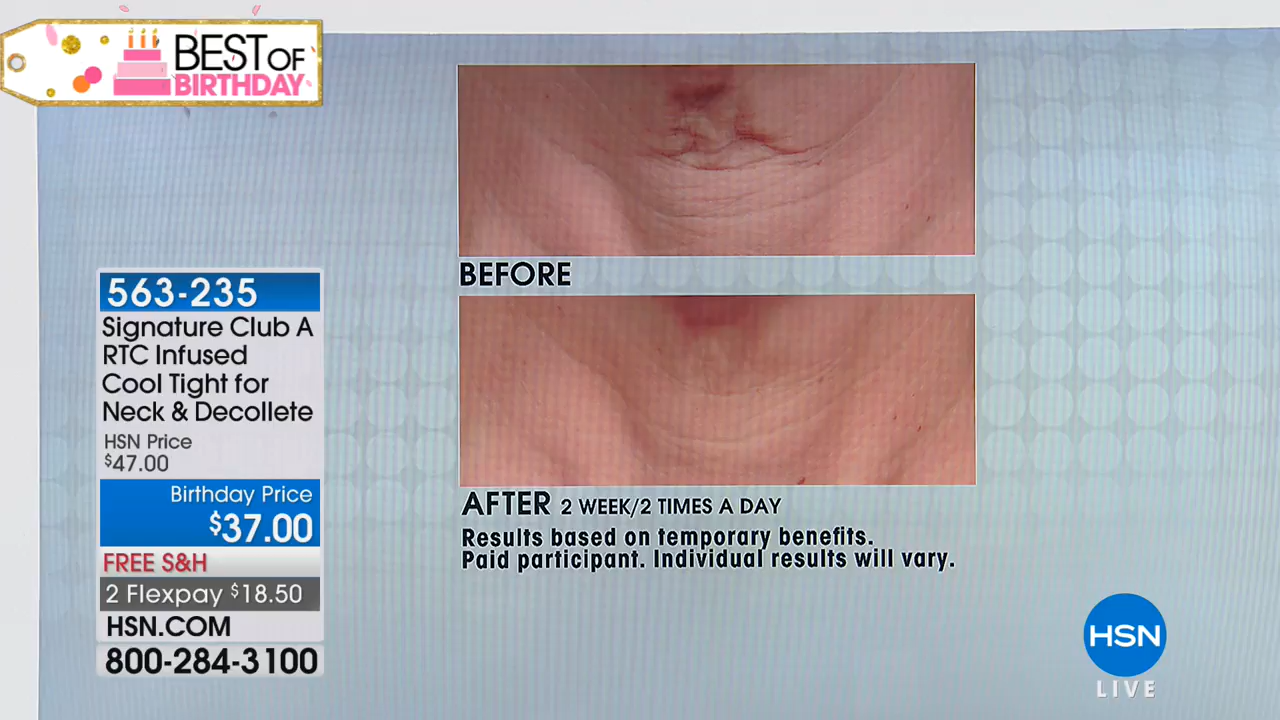 BEST OF
BIRTHDAY
BEFORE
563-235
Signature Club A
RTC Infused
Cool Tight for
Neck & Decollete
HSN Price
$47.00
Birthday Price
$37.00
FREE S&H
2 Flexpay $18.50
HSN.COM
800-284-3100
AFTER 2 WEEK/2 TIMES A DAY
Results based on temporary benefits.
Paid participant. Individual results will vary.
HSN
LIVE